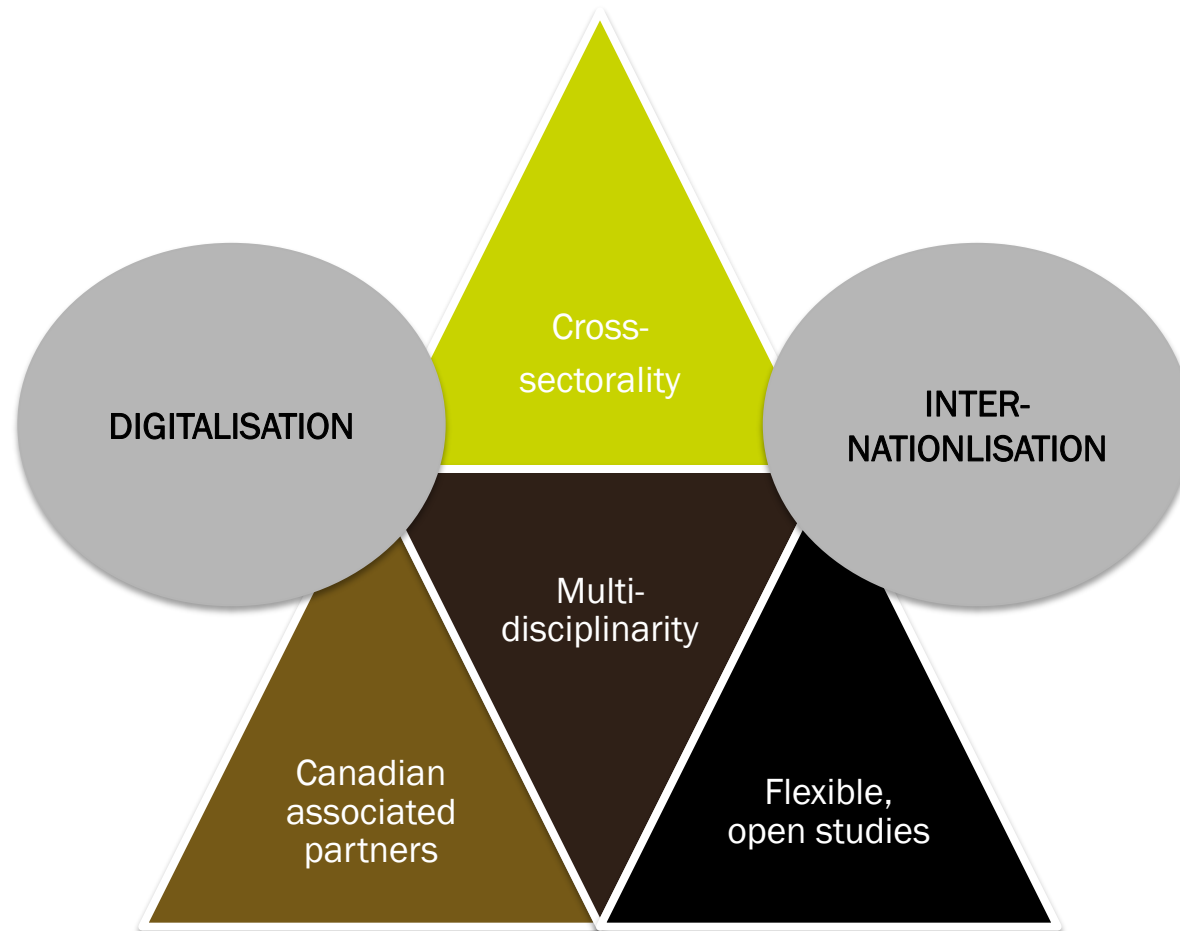 Cross-
sectorality
DIGITALISATION
INTER-
NATIONLISATION
Multi-
disciplinarity
Canadian
associated
partners
Flexible,
open studies